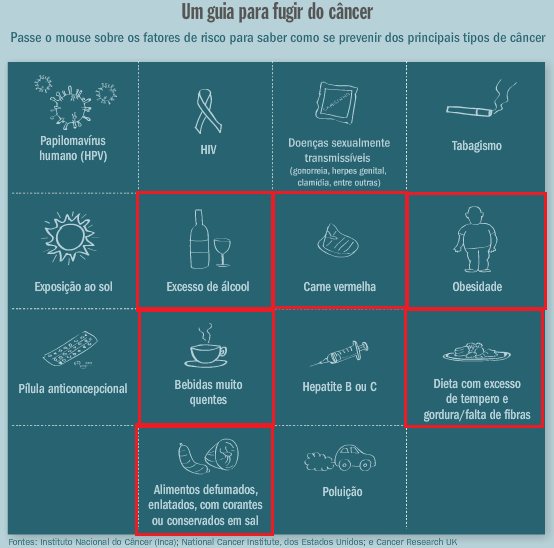 Um guia para fugir do câncer
Passe o mouse sobre os fatores de risco para saber como se prevenir dos principais tipos de câncer
Papilomavírus
humano (HPV)
HIV
Doenças sexualmente
transmissíveis
(gonorreia, herpes genital,
clamídia, entre outras)
Tabagismo
Exposição ao sol
Excesso de álcool
Carne vermelha
Obesidade
Pílula anticoncepcional
Bebidas muito
quentes
Hepatite B ou C
Dieta com excesso
de tempero e
gordura/falta de fibras
Alimentos defumados,
enlatados, com corantes
ou conservados em sal
Poluição
Fontes: Instituto Nacional do Câncer (Inca); National Cancer Institute, dos Estados Unidos; e Cancer Research UK